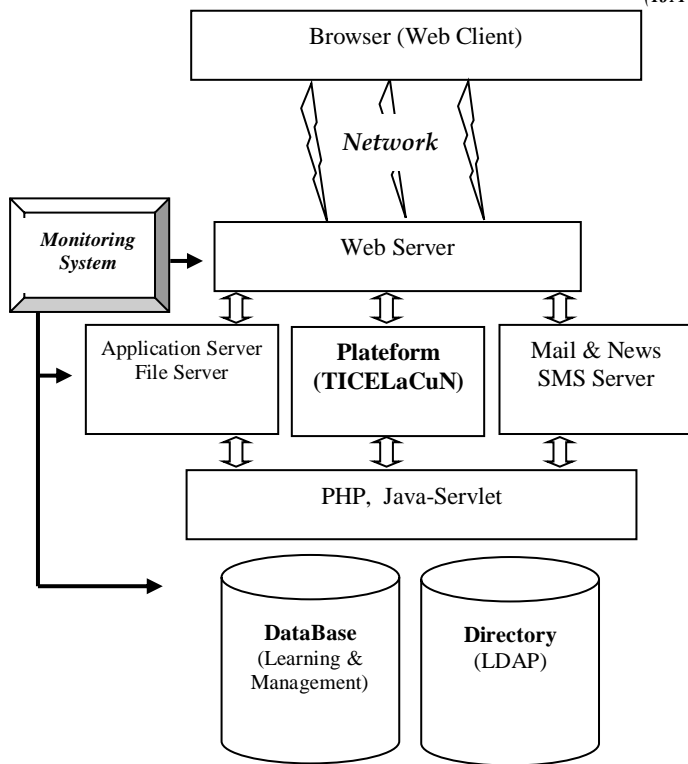 Browser (Web Client)
Network
Monitoring
System
Web Server
Application Server
File Server
Plateform
(TICELaCuN)
Mail & News
SMS Server
PHP, Java-Servlet
DataBase
(Learning &
Management)
Directory
(LDAP)